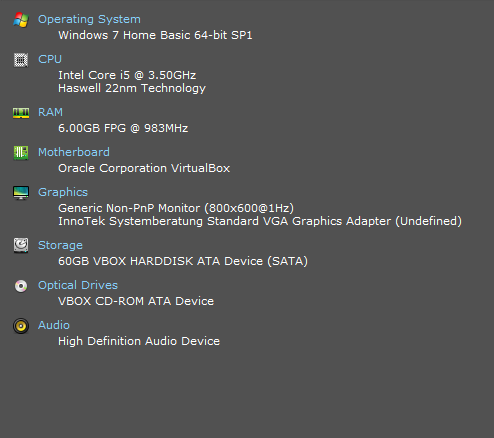 Operating System
Windows 7 Home Basic 64-bit SP1
CPU
Intel Core i5 @ 3.50GHz
Haswell 22nm Technology
RAM
6.00GB FPG @ 983MHz
Motherboard
Oracle Corporation VirtualBox
Graphics
Generic Non-PnP Monitor (800x600@1Hz)
InnoTek Systemberatung Standard VGA Graphics Adapter (Undefined)
Storage
60GB VBOX HARDDISK ATA Device (SATA)
Optical Drives
VBOX CD-ROM ATA Device
Audio
High Definition Audio Device